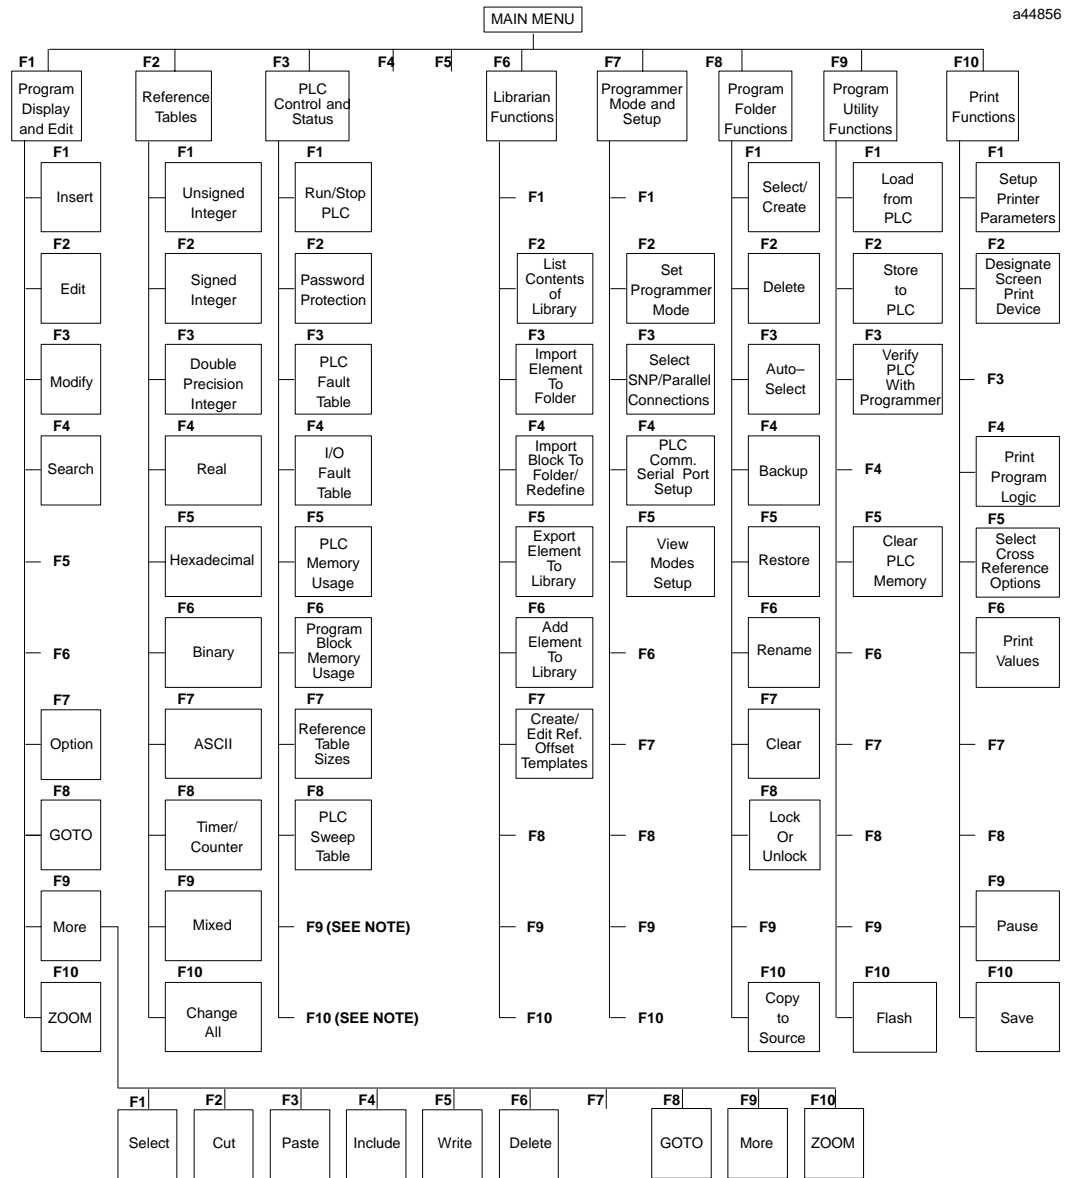 a44856
MAIN MENU
F1
Program
Display
and Edit
F1
Insert
F2
Edit
F3
Modify
F4
Search
F5
F6
F7
Option
F8
GOTO
F9
More
F10
ZOOM
F2
Reference
Tables
F1
Unsigned
Integer
F2
Signed
Integer
F3
Double
Precision
Integer
F4
Real
F5
Hexadecimal
F6
Binary
F7
ASCII
F8
Timer/
Counter
F9
Mixed
F10
Change
All
F3
PLC
Control and
Status
F1
Run/Stop
PLC
F2
Password
Protection
F3
PLC
Fault
Table
F4
I/O
Fault
Table
F5
PLC
Memory
Usage
F6
Program
Block
Memory
Usage
F7
Reference
Table
Sizes
F8
PLC
Sweep
Table
F9 (SEE NOTE)
F10 (SEE NOTE)
F4
F5
F6
Librarian
Functions
F1
F2
List
Contents
of
Library
F3
Import
Element
To
Folder
F4
Import
Block To
Folder/
Redefine
F5
Export
Element
To
Library
F6
Add
Element
To
Library
F7
Create/
Edit Ref.
Offset
Templates
F8
F9
F10
F7
Programmer
Mode and
Setup
F1
F2
Set
Programmer
Mode
F3
Select
SNP/Parallel
Connections
F4
PLC
Comm.
Serial Port
Setup
F5
View
Modes
Setup
F6
F7
F8
F9
F10
F8
Program
Folder
Functions
F1
Select/
Create
F2
Delete
F3
Auto–
Select
F4
Backup
F5
Restore
F6
Rename
F7
Clear
F8
Lock
Or
Unlock
F9
F10
Copy
to
Source
F9
Program
Utility
Functions
F1
Load
from
PLC
F2
Store
to
PLC
F3
Verify
PLC
With
Programmer
F4
F5
Clear
PLC
Memory
F6
F7
F8
F9
F10
Flash
F10
Print
Functions
F1
Setup
Printer
Parameters
F2
Designate
Screen
Print
Device
F3
F4
Print
Program
Logic
F5
Select
Cross
Reference
Options
F6
Print
Values
F7
F8
F9
Pause
F10
Save
F1
Select
F2
Cut
F3
Paste
F4
Include
F5
Write
F6
Delete
F7
F8
GOTO
F9
More
F10
ZOOM